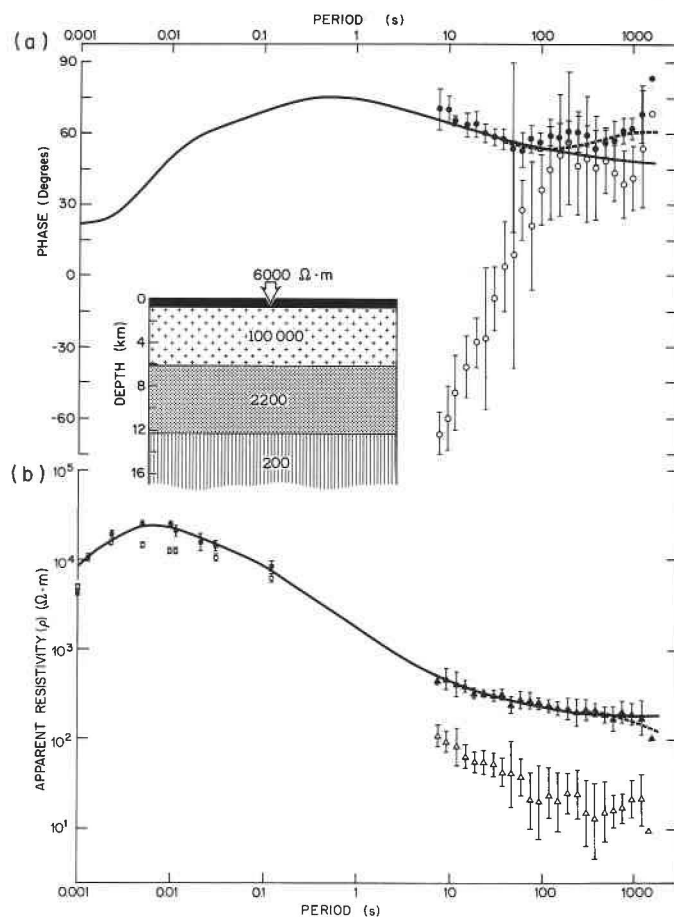 PERIOD (s)
(a)
0.001 0.01 0.1 1 10 100 1000
90
60
30
0
-30
-60
PHASE (Degrees)
6000 Ω·m
0
4
8
12
16
DEPTH (km)
100 000
2200
200
(b)
10⁵
10⁴
10³
10²
10¹
APPARENT RESISTIVITY (ρ) (Ω·m)
0.001 0.01 0.1 1 10 100 1000
PERIOD (s)